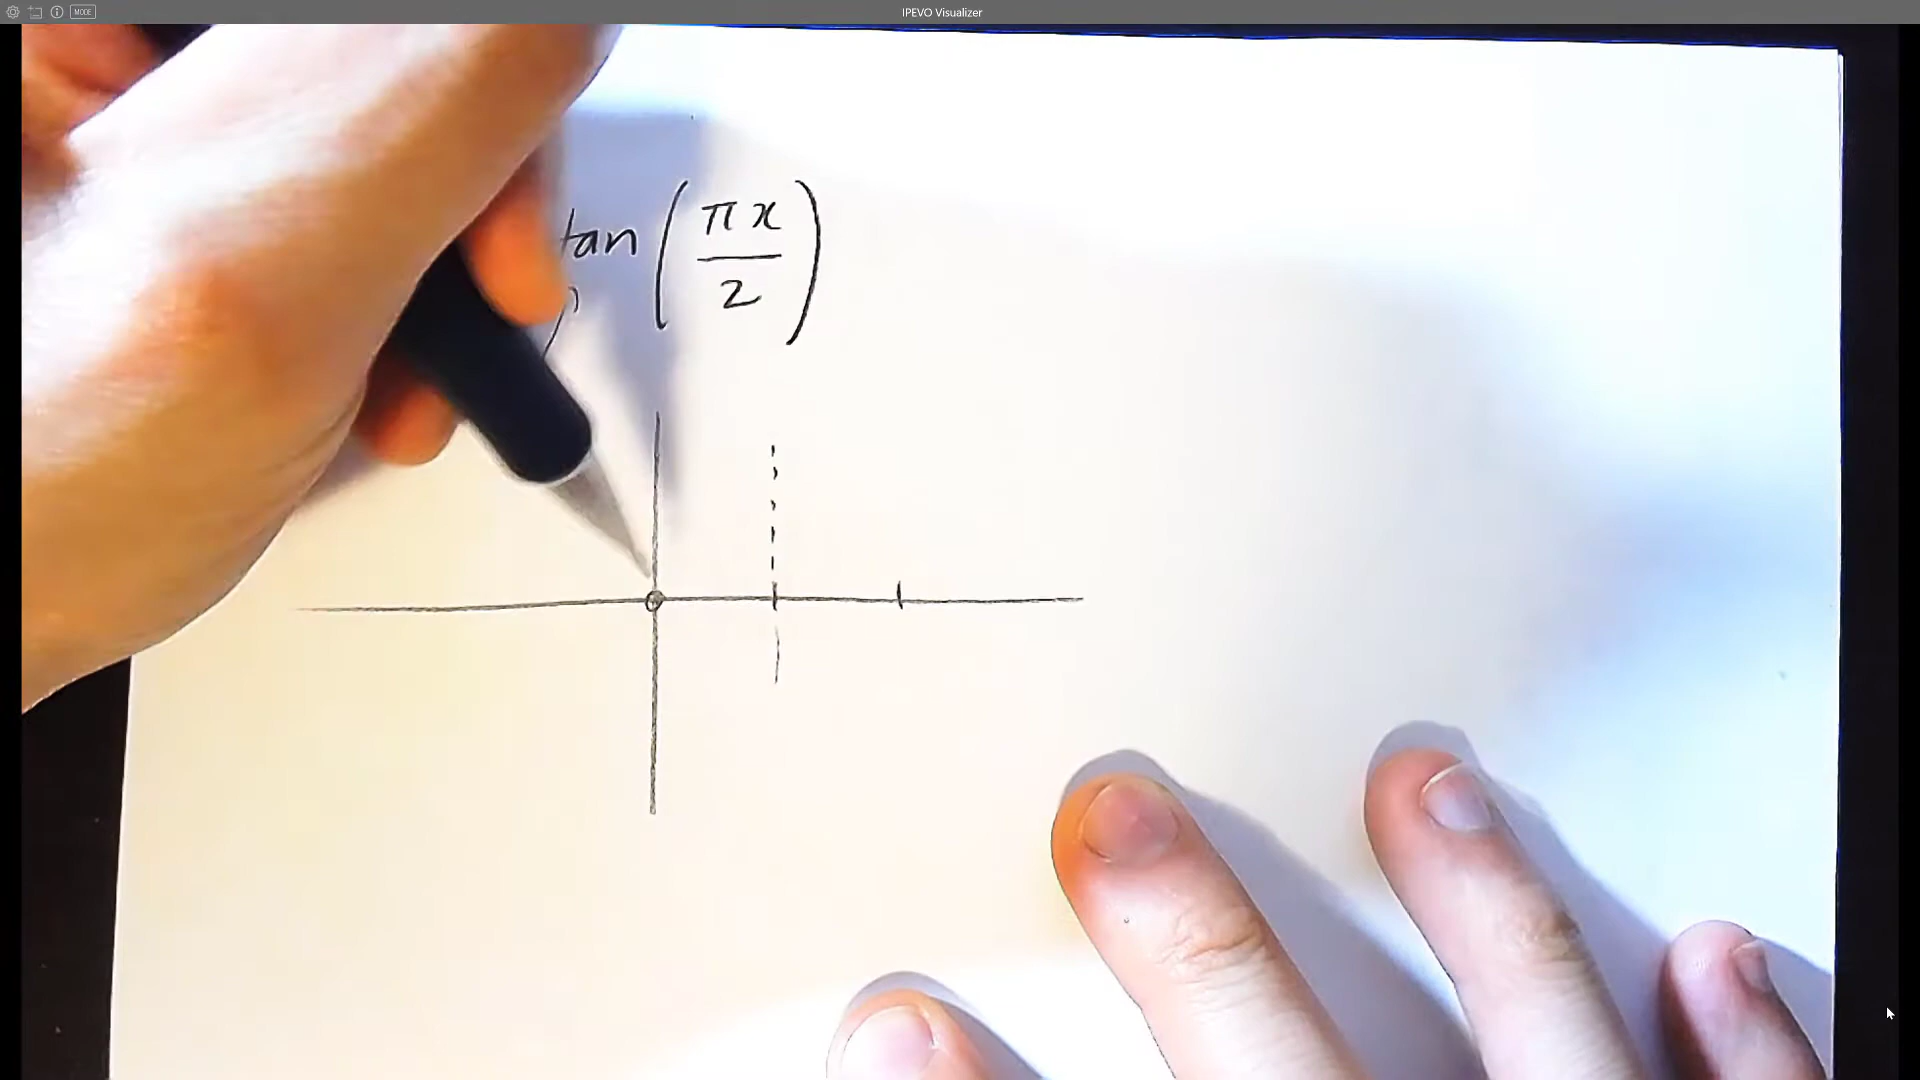 MODE
IPEVO Visualizer
tan ( πx / 2 )